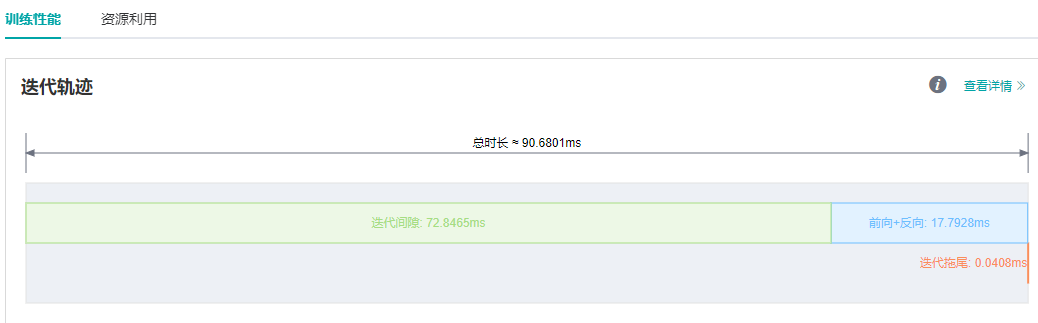 训练性能 资源利用
迭代轨迹 i 查看详情 »
总时长 ≈ 90.6801ms
迭代间隙: 72.8465ms 前向+反向: 17.7928ms
迭代拖尾: 0.0408ms